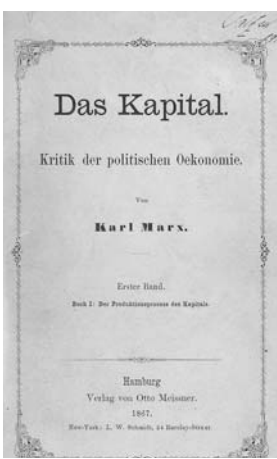 Das Kapital.
Kritik der politischen Oekonomie.
Von
Karl Marx.
Erster Band.
Buch I: Der Produktionsprocess des Kapitals.
Hamburg
Verlag von Otto Meissner.
1867.
New-York: L. W. Schmidt, 24 Barclay-Street.